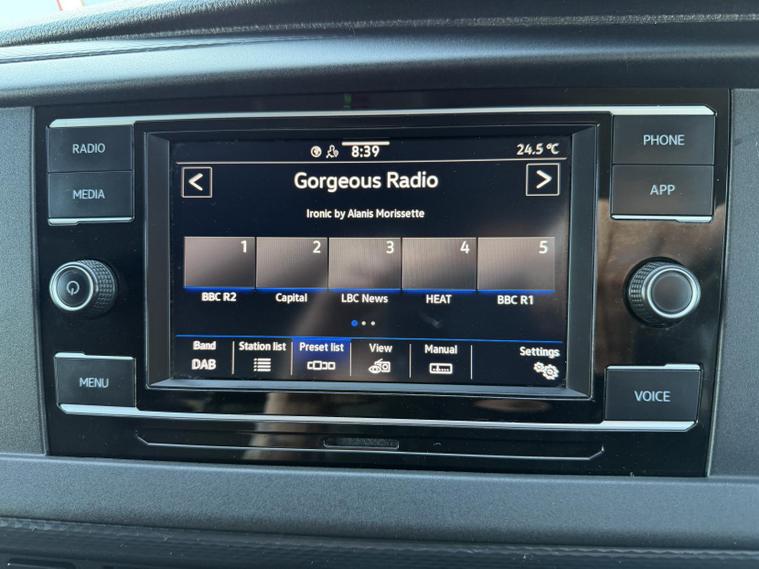 RADIO
MEDIA
MENU
8:39
24.5 °C
Gorgeous Radio
Ironic by Alanis Morissette
1 2 3 4 5
BBC R2 Capital LBC News HEAT BBC R1
Band Station list Preset list View Manual Settings
DAB
PHONE
APP
VOICE